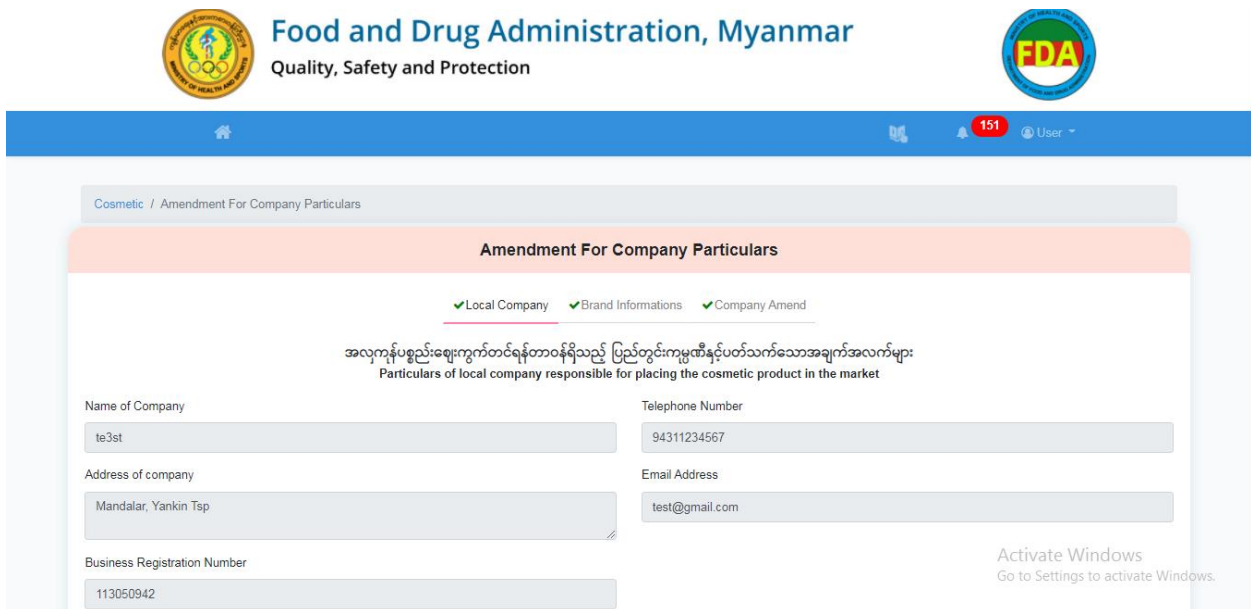 Food and Drug Administration, Myanmar
Quality, Safety and Protection
FDA
151
User
Cosmetic / Amendment For Company Particulars
Amendment For Company Particulars
Local Company
Brand Informations
Company Amend
အလှကုန်ပစ္စည်းဈေးကွက်တင်ရန်တာဝန်ရှိသည့် ပြည်တွင်းကုမ္ပဏီနှင့်ပတ်သက်သောအချက်အလက်များ
Particulars of local company responsible for placing the cosmetic product in the market
Name of Company
Telephone Number
te3st
94311234567
Address of company
Email Address
Mandalar, Yankin Tsp
test@gmail.com
Business Registration Number
113050942
Activate Windows
Go to Settings to activate Windows.